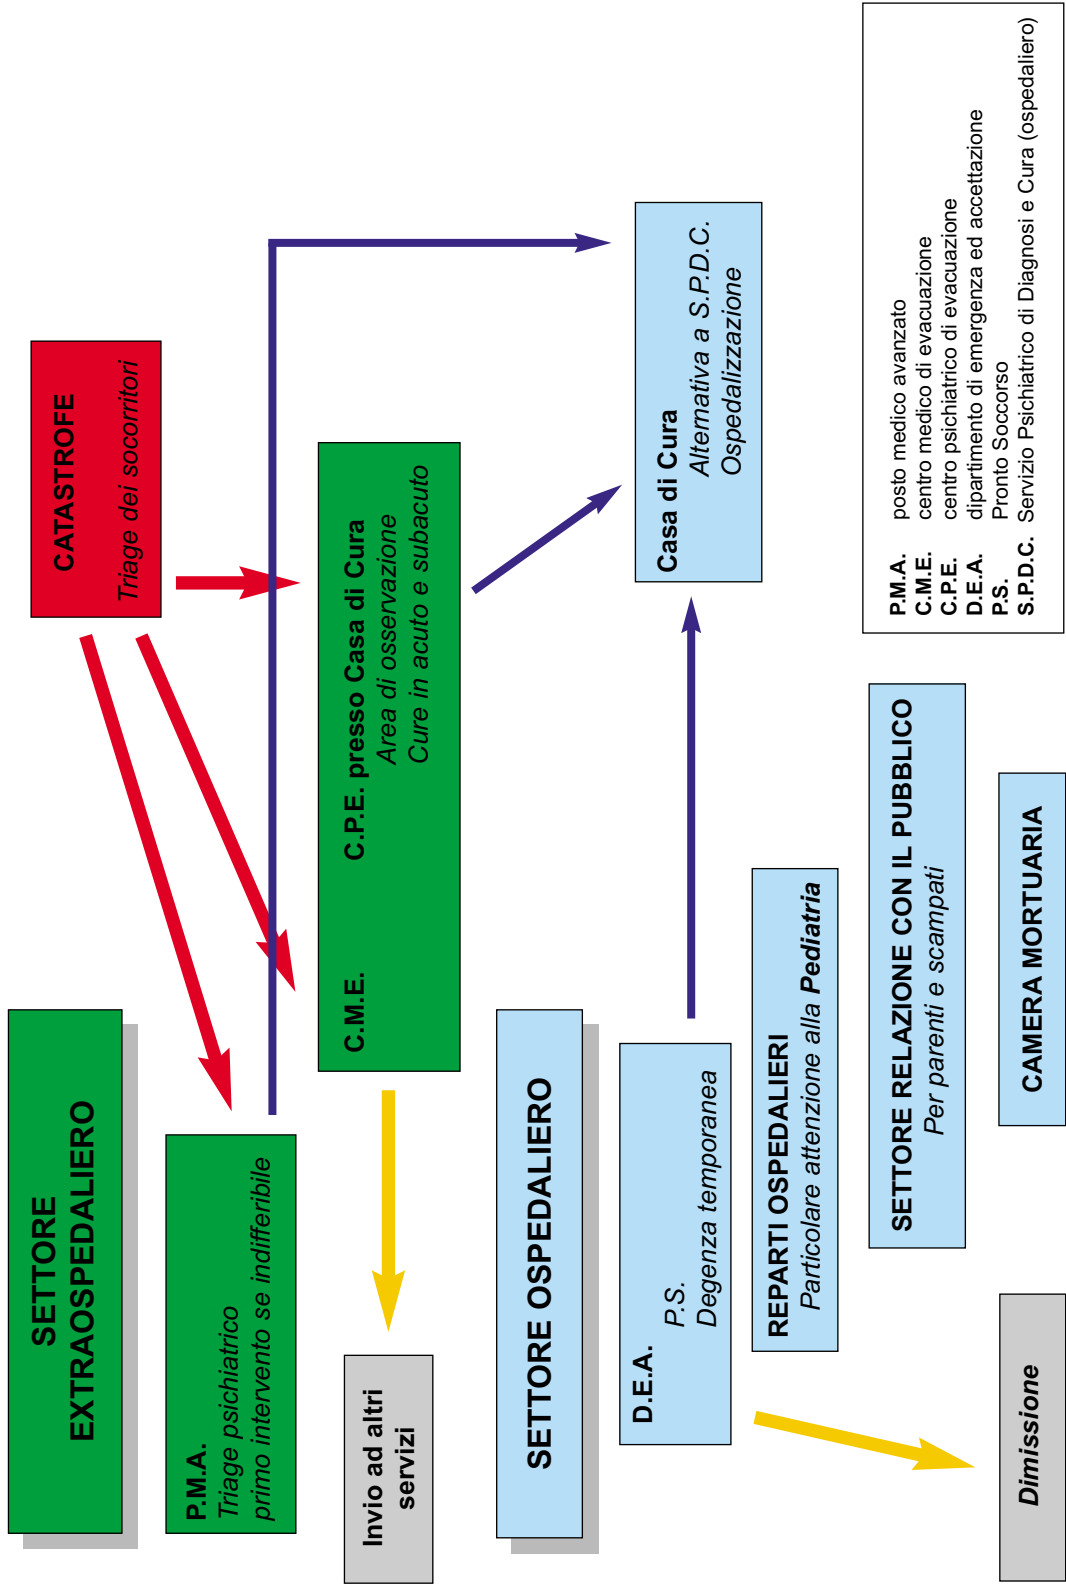 SETTORE
EXTRAOSPEDALIERO
CATASTROFE
Triage dei socorritori
P.M.A.
Triage psichiatrico
primo intervento se indifferibile
C.M.E. C.P.E. presso Casa di Cura
Area di osservazione
Cure in acuto e subacuto
Invio ad altri
servizi
SETTORE OSPEDALIERO
D.E.A.
P.S.
Degenza temporanea
Casa di Cura
Alternativa a S.P.D.C.
Ospedalizzazione
REPARTI OSPEDALIERI
Particolare attenzione alla Pediatria
SETTORE RELAZIONE CON IL PUBBLICO
Per parenti e scampati
Dimissione
CAMERA MORTUARIA
P.M.A. posto medico avanzato
C.M.E. centro medico di evacuazione
C.P.E. centro psichiatrico di evacuazione
D.E.A. dipartimento di emergenza ed accettazione
P.S. Pronto Soccorso
S.P.D.C. Servizio Psichiatrico di Diagnosi e Cura (ospedaliero)